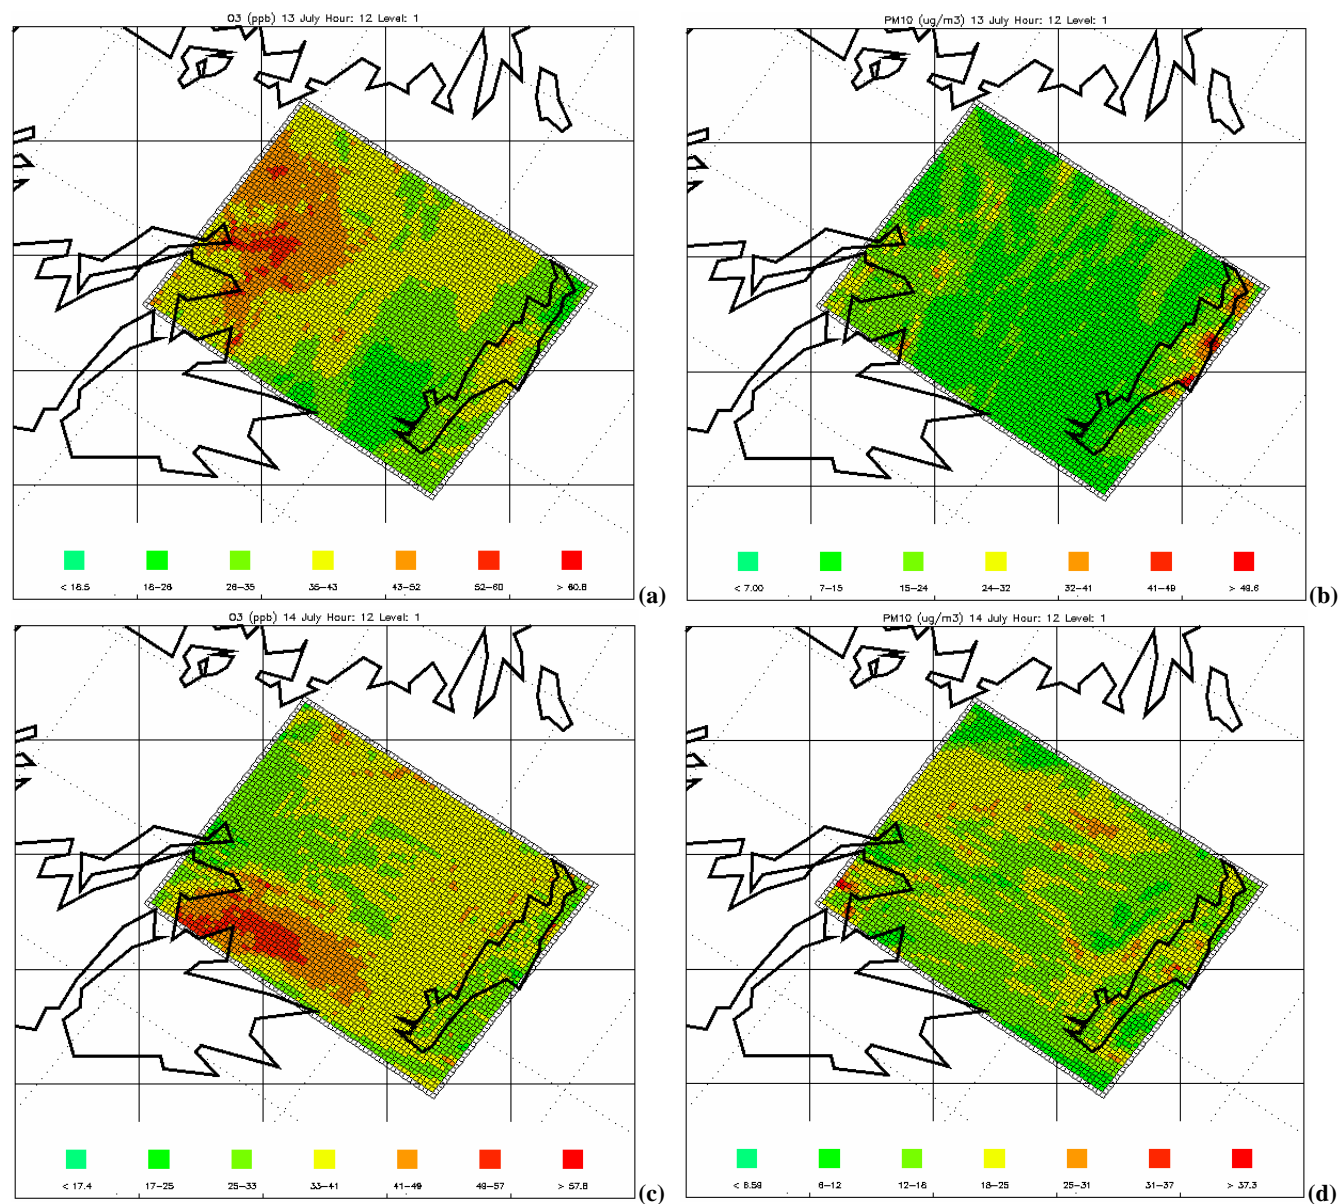 O3 (ppb) 13 July Hour: 12 Level: 1
< 16.5 18-26 26-35 35-43 43-52 52-60 > 60.8
(a)
PM10 (ug/m3) 13 July Hour: 12 Level: 1
< 7.00 7-15 15-24 24-32 32-41 41-49 > 49.6
(b)
O3 (ppb) 14 July Hour: 12 Level: 1
< 17.4 17-25 25-33 33-41 41-49 49-57 > 57.8
(c)
PM10 (ug/m3) 14 July Hour: 12 Level: 1
6-12 12-18 18-25 25-31 31-37 > 37.3
(d)